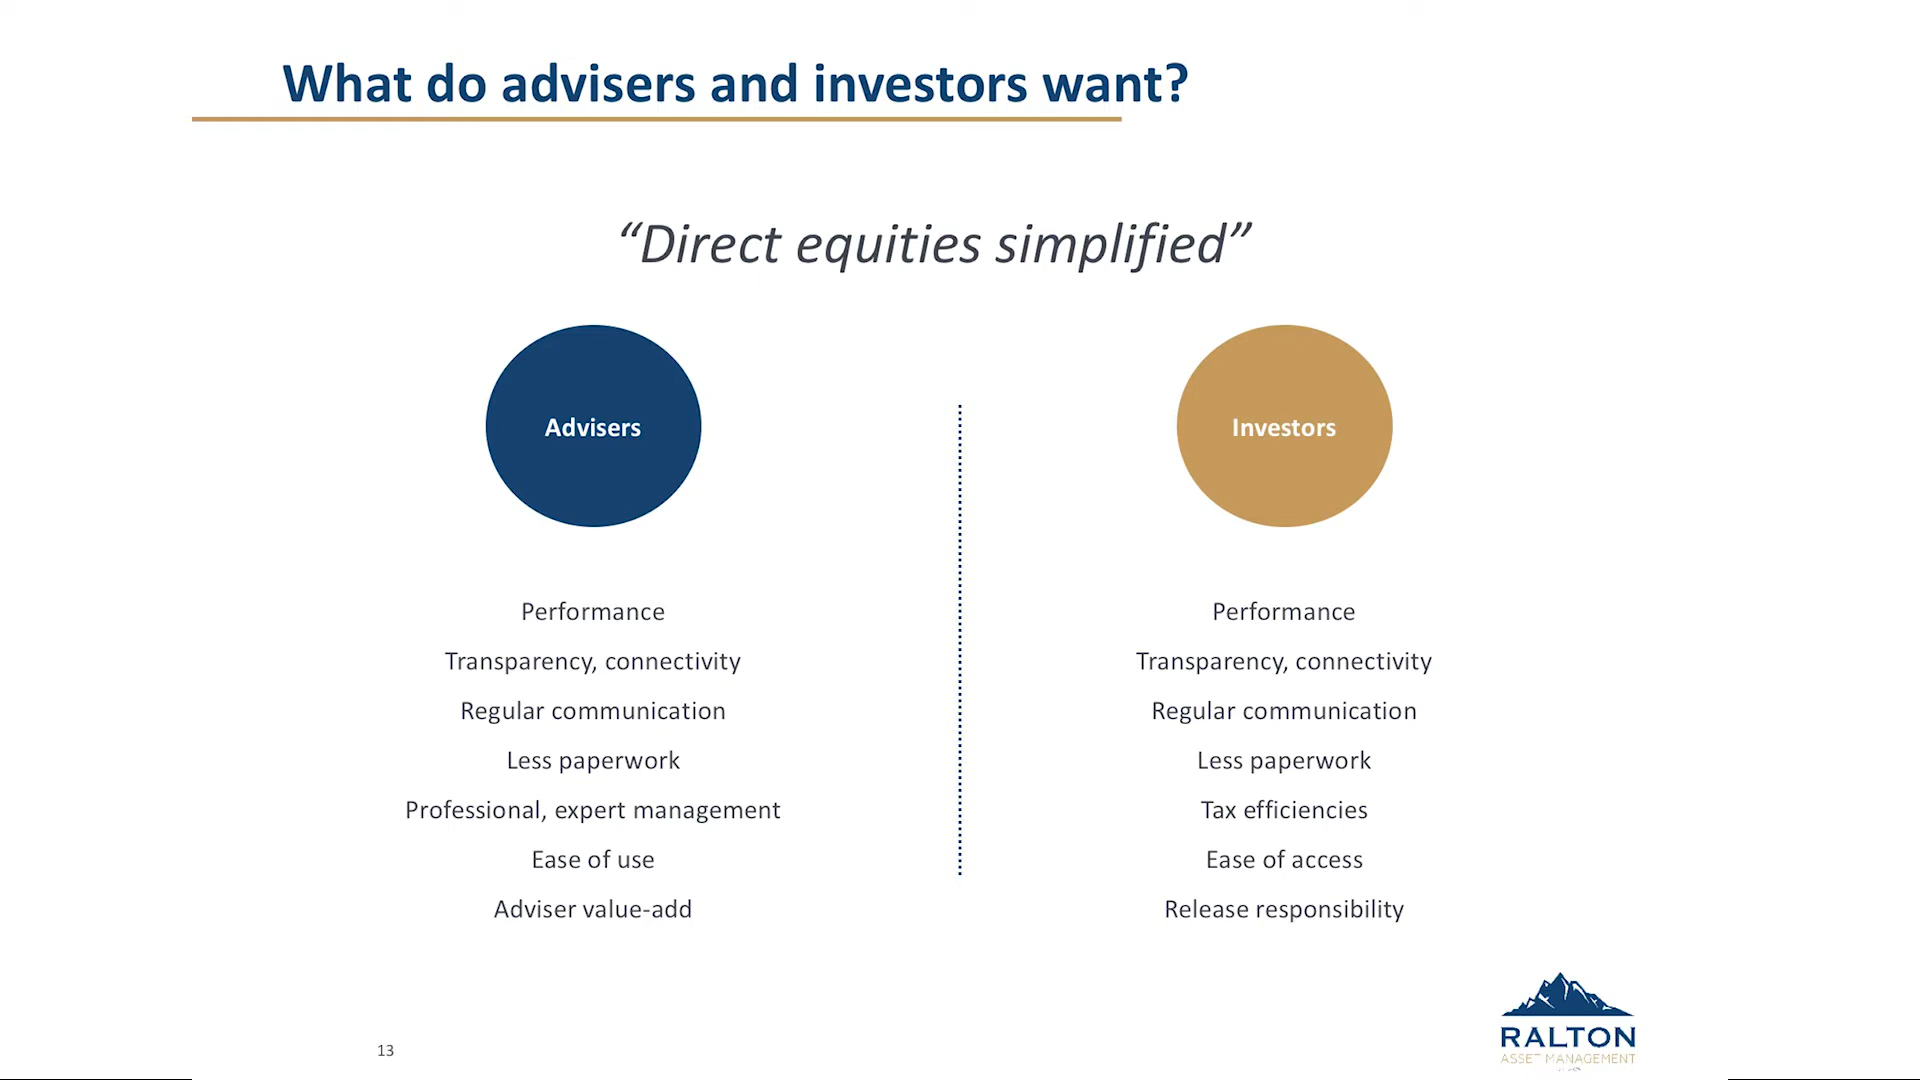 What do advisers and investors want?
“Direct equities simplified”
Advisers
Performance
Transparency, connectivity
Regular communication
Less paperwork
Professional, expert management
Ease of use
Adviser value-add
Investors
Performance
Transparency, connectivity
Regular communication
Less paperwork
Tax efficiencies
Ease of access
Release responsibility
13
RALTON
ASSET MANAGEMENT